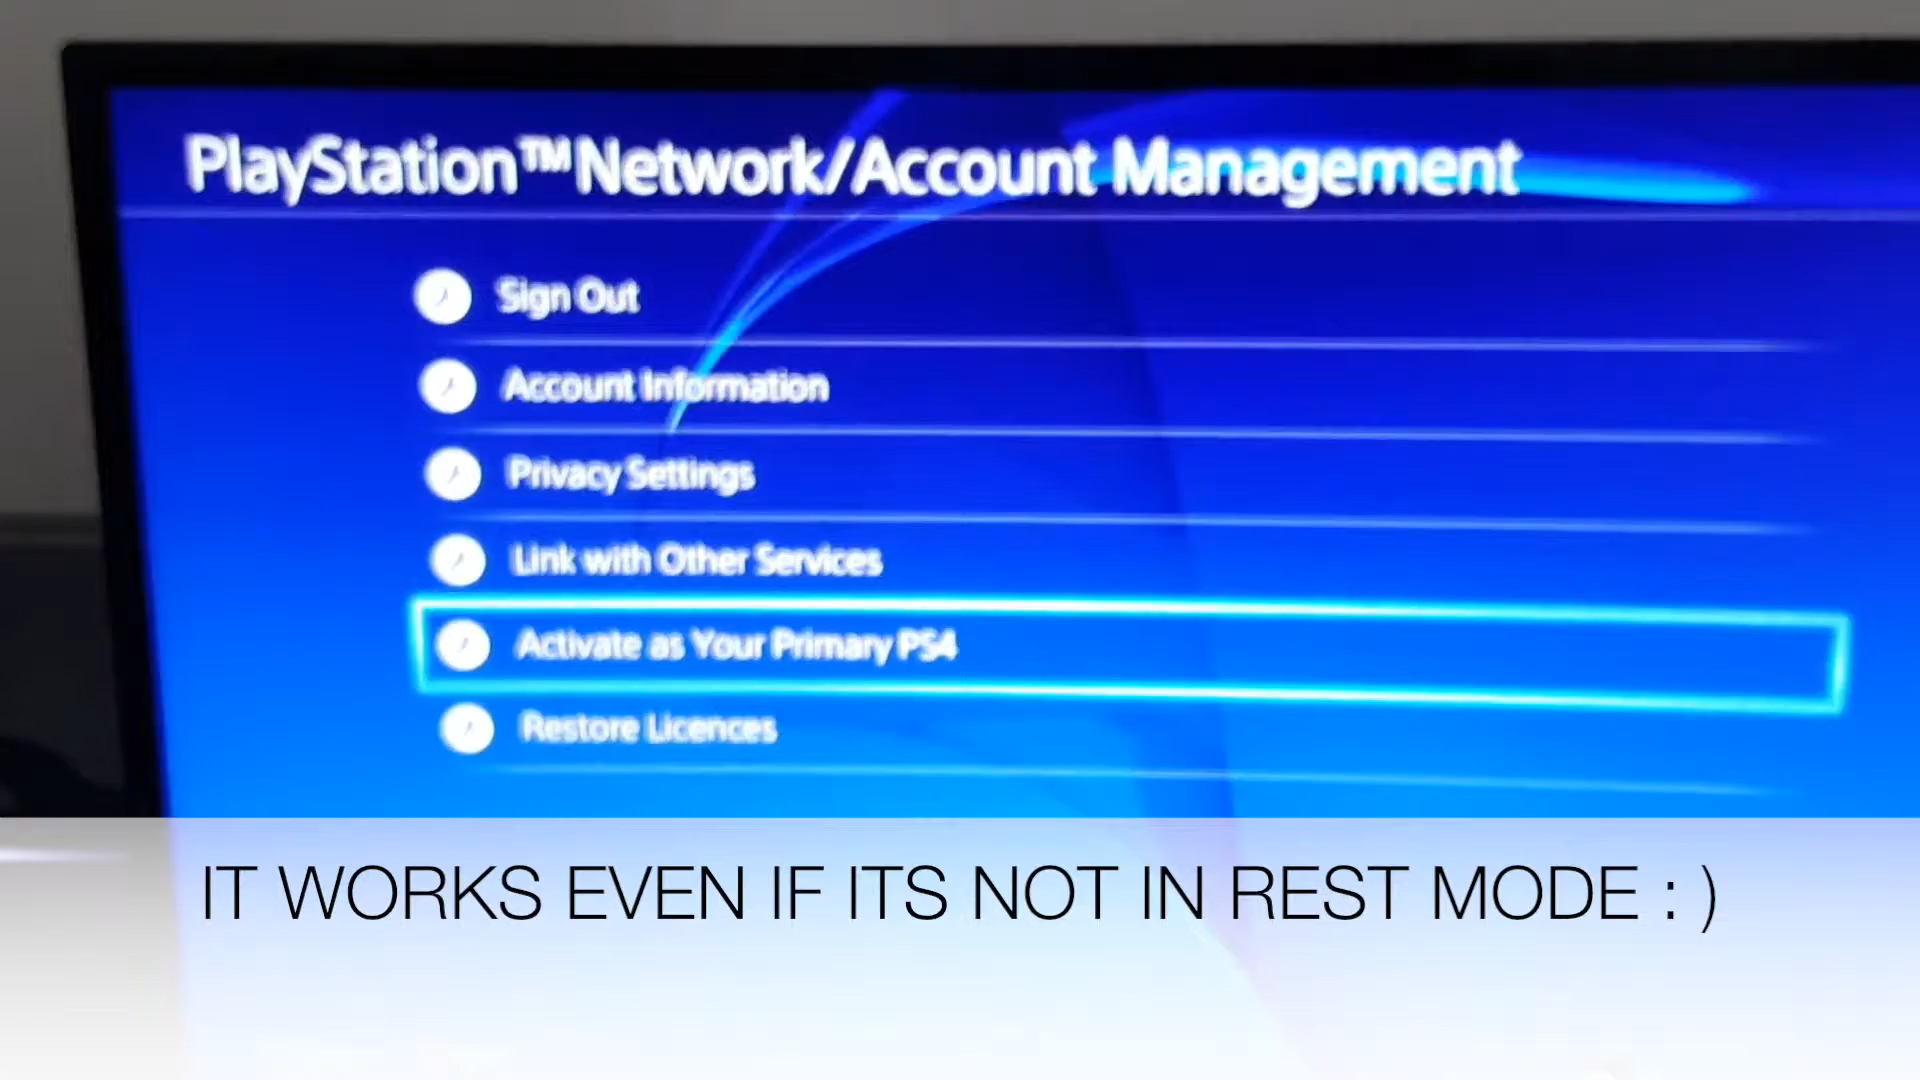 PlayStation™Network/Account Management
Sign Out
Account Information
Privacy Settings
Link with Other Services
Activate as Your Primary PS4
Restore Licences
IT WORKS EVEN IF ITS NOT IN REST MODE : )